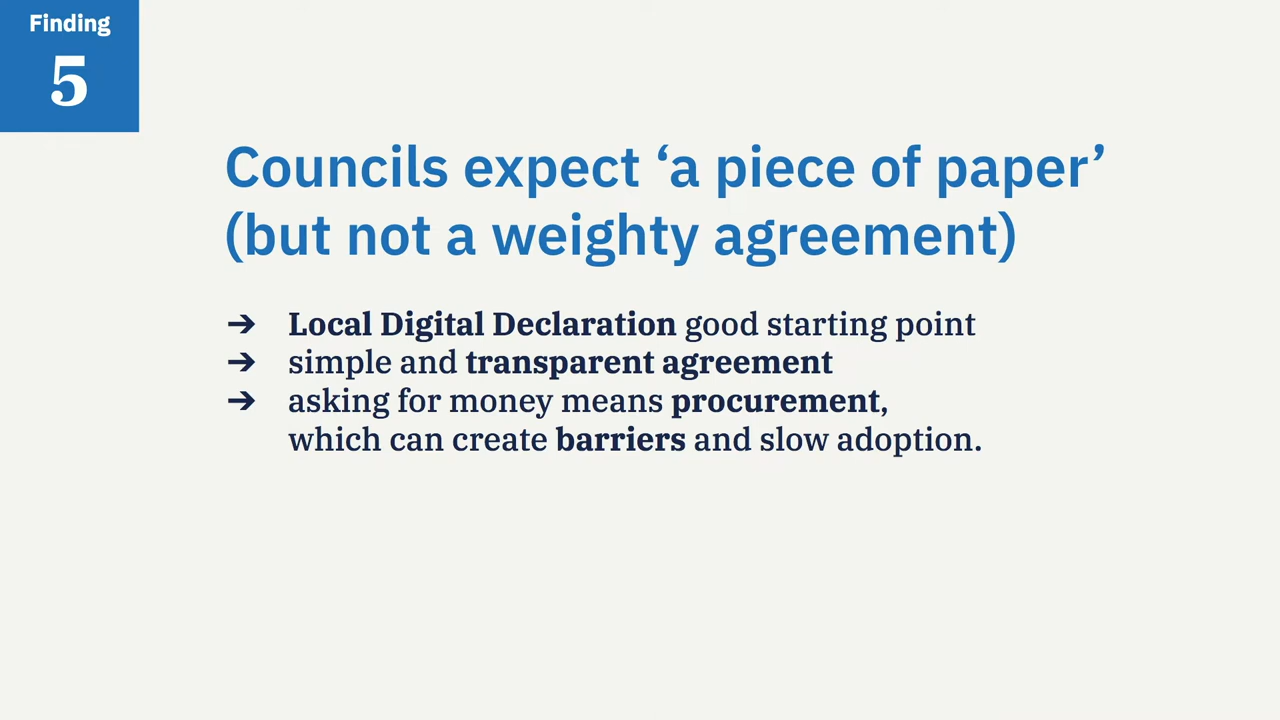 Finding
5
Councils expect ‘a piece of paper’
(but not a weighty agreement)
➔ Local Digital Declaration good starting point
➔ simple and transparent agreement
➔ asking for money means procurement,
which can create barriers and slow adoption.